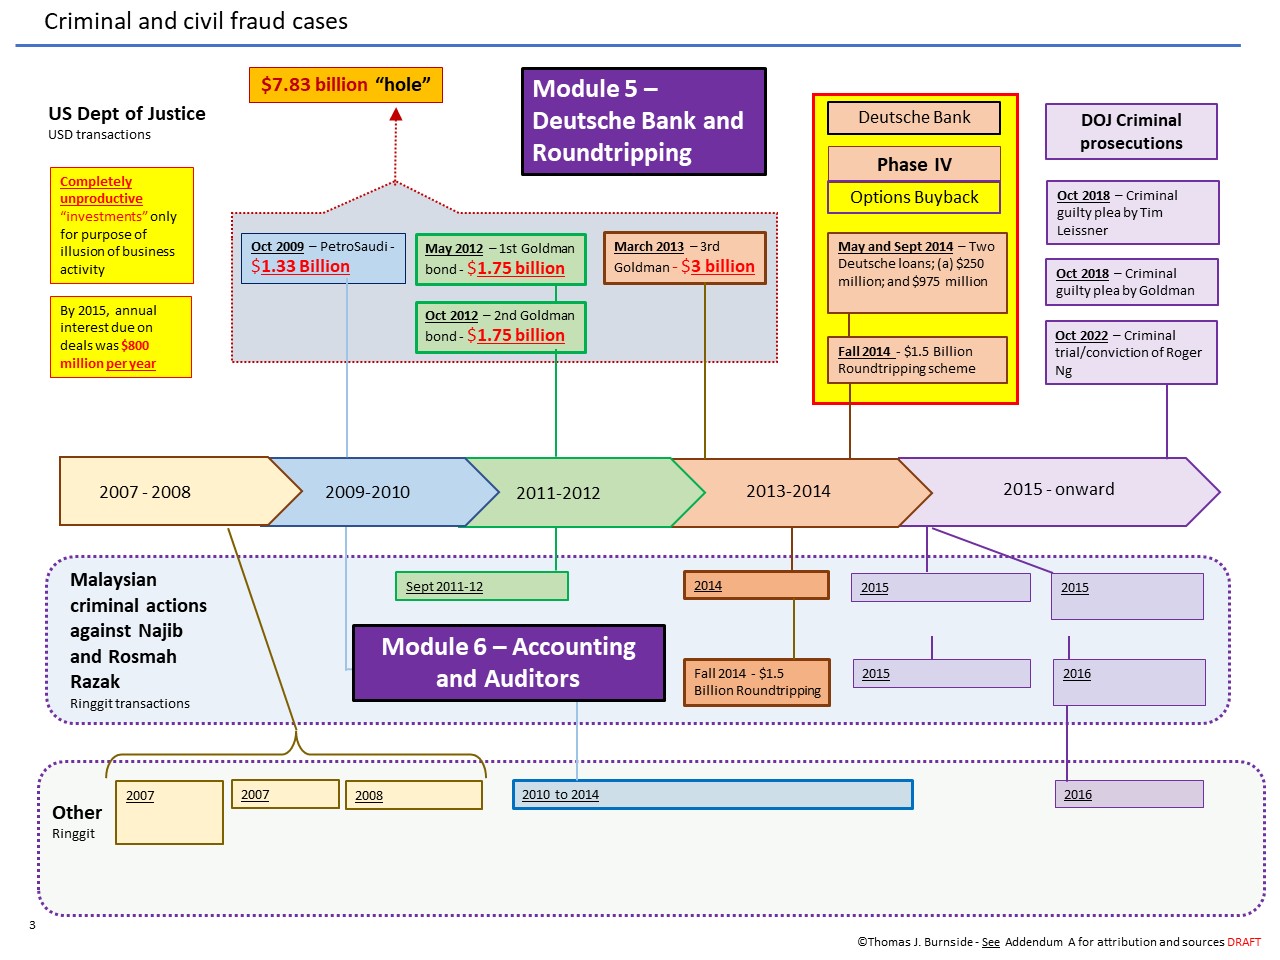 Criminal and civil fraud cases
$7.83 billion “hole”
US Dept of Justice
USD transactions
Completely
unproductive
“investments” only
for purpose of
illusion of business
activity
By 2015, annual
interest due on
deals was $800
million per year
Module 5 –
Deutsche Bank and
Roundtripping
Oct 2009 – PetroSaudi -
$1.33 Billion
May 2012 – 1st Goldman
bond - $1.75 billion
Oct 2012 – 2nd Goldman
bond - $1.75 billion
March 2013 – 3rd
Goldman - $3 billion
Deutsche Bank
Phase IV
Options Buyback
May and Sept 2014 – Two
Deutsche loans; (a) $250
million; and $975 million
Fall 2014 - $1.5 Billion
Roundtripping scheme
DOJ Criminal
prosecutions
Oct 2018 – Criminal
guilty plea by Tim
Leissner
Oct 2018 – Criminal
guilty plea by Goldman
Oct 2022 – Criminal
trial/conviction of Roger
Ng
2007 - 2008
2009-2010
2011-2012
2013-2014
2015 - onward
Malaysian
criminal actions
against Najib
and Rosmah
Razak
Ringgit transactions
Sept 2011-12
Module 6 – Accounting
and Auditors
2014
Fall 2014 - $1.5
Billion Roundtripping
2015
2015
2015
2016
Other
Ringgit
2007
2007
2008
2010 to 2014
2016
3
©Thomas J. Burnside - See Addendum A for attribution and sources DRAFT